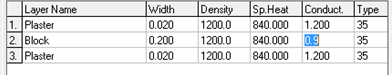 Layer Name Width Density Sp.Heat Conduct. Type
1. Plaster 0.020 1200.0 840.000 1.200 35
2. Block 0.200 1200.0 840.000 0.9 35
3. Plaster 0.020 1200.0 840.000 1.200 35